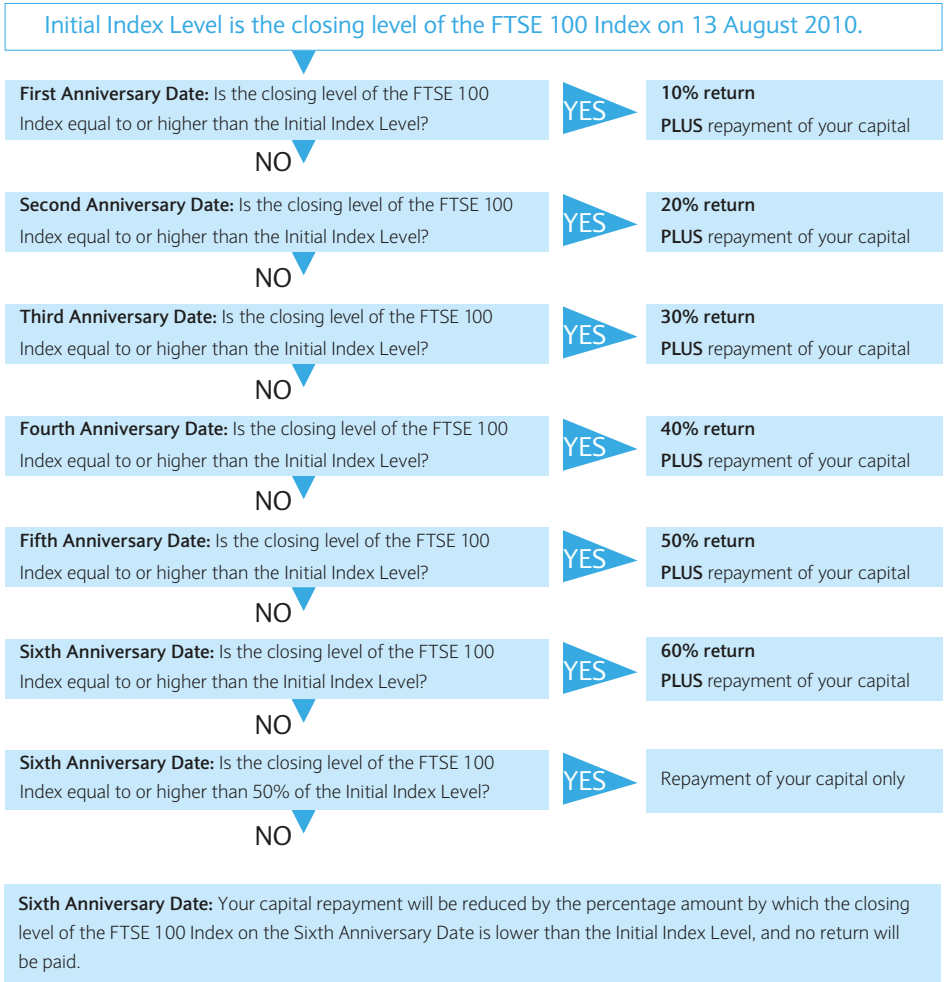 Initial Index Level is the closing level of the FTSE 100 Index on 13 August 2010.
First Anniversary Date: Is the closing level of the FTSE 100
Index equal to or higher than the Initial Index Level?
YES
10% return
PLUS repayment of your capital
NO
Second Anniversary Date: Is the closing level of the FTSE 100
Index equal to or higher than the Initial Index Level?
YES
20% return
PLUS repayment of your capital
NO
Third Anniversary Date: Is the closing level of the FTSE 100
Index equal to or higher than the Initial Index Level?
YES
30% return
PLUS repayment of your capital
NO
Fourth Anniversary Date: Is the closing level of the FTSE 100
Index equal to or higher than the Initial Index Level?
YES
40% return
PLUS repayment of your capital
NO
Fifth Anniversary Date: Is the closing level of the FTSE 100
Index equal to or higher than the Initial Index Level?
YES
50% return
PLUS repayment of your capital
NO
Sixth Anniversary Date: Is the closing level of the FTSE 100
Index equal to or higher than the Initial Index Level?
YES
60% return
PLUS repayment of your capital
NO
Sixth Anniversary Date: Is the closing level of the FTSE 100
Index equal to or higher than 50% of the Initial Index Level?
YES
Repayment of your capital only
NO
Sixth Anniversary Date: Your capital repayment will be reduced by the percentage amount by which the closing
level of the FTSE 100 Index on the Sixth Anniversary Date is lower than the Initial Index Level, and no return will
be paid.